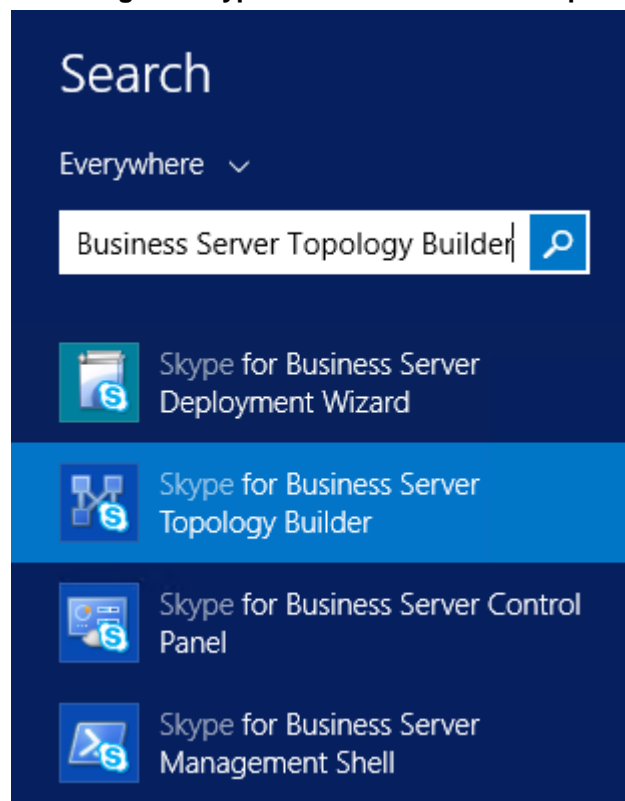 Search
Everywhere
Business Server Topology Builder
Skype for Business Server
Deployment Wizard
Skype for Business Server
Topology Builder
Skype for Business Server Control
Panel
Skype for Business Server
Management Shell